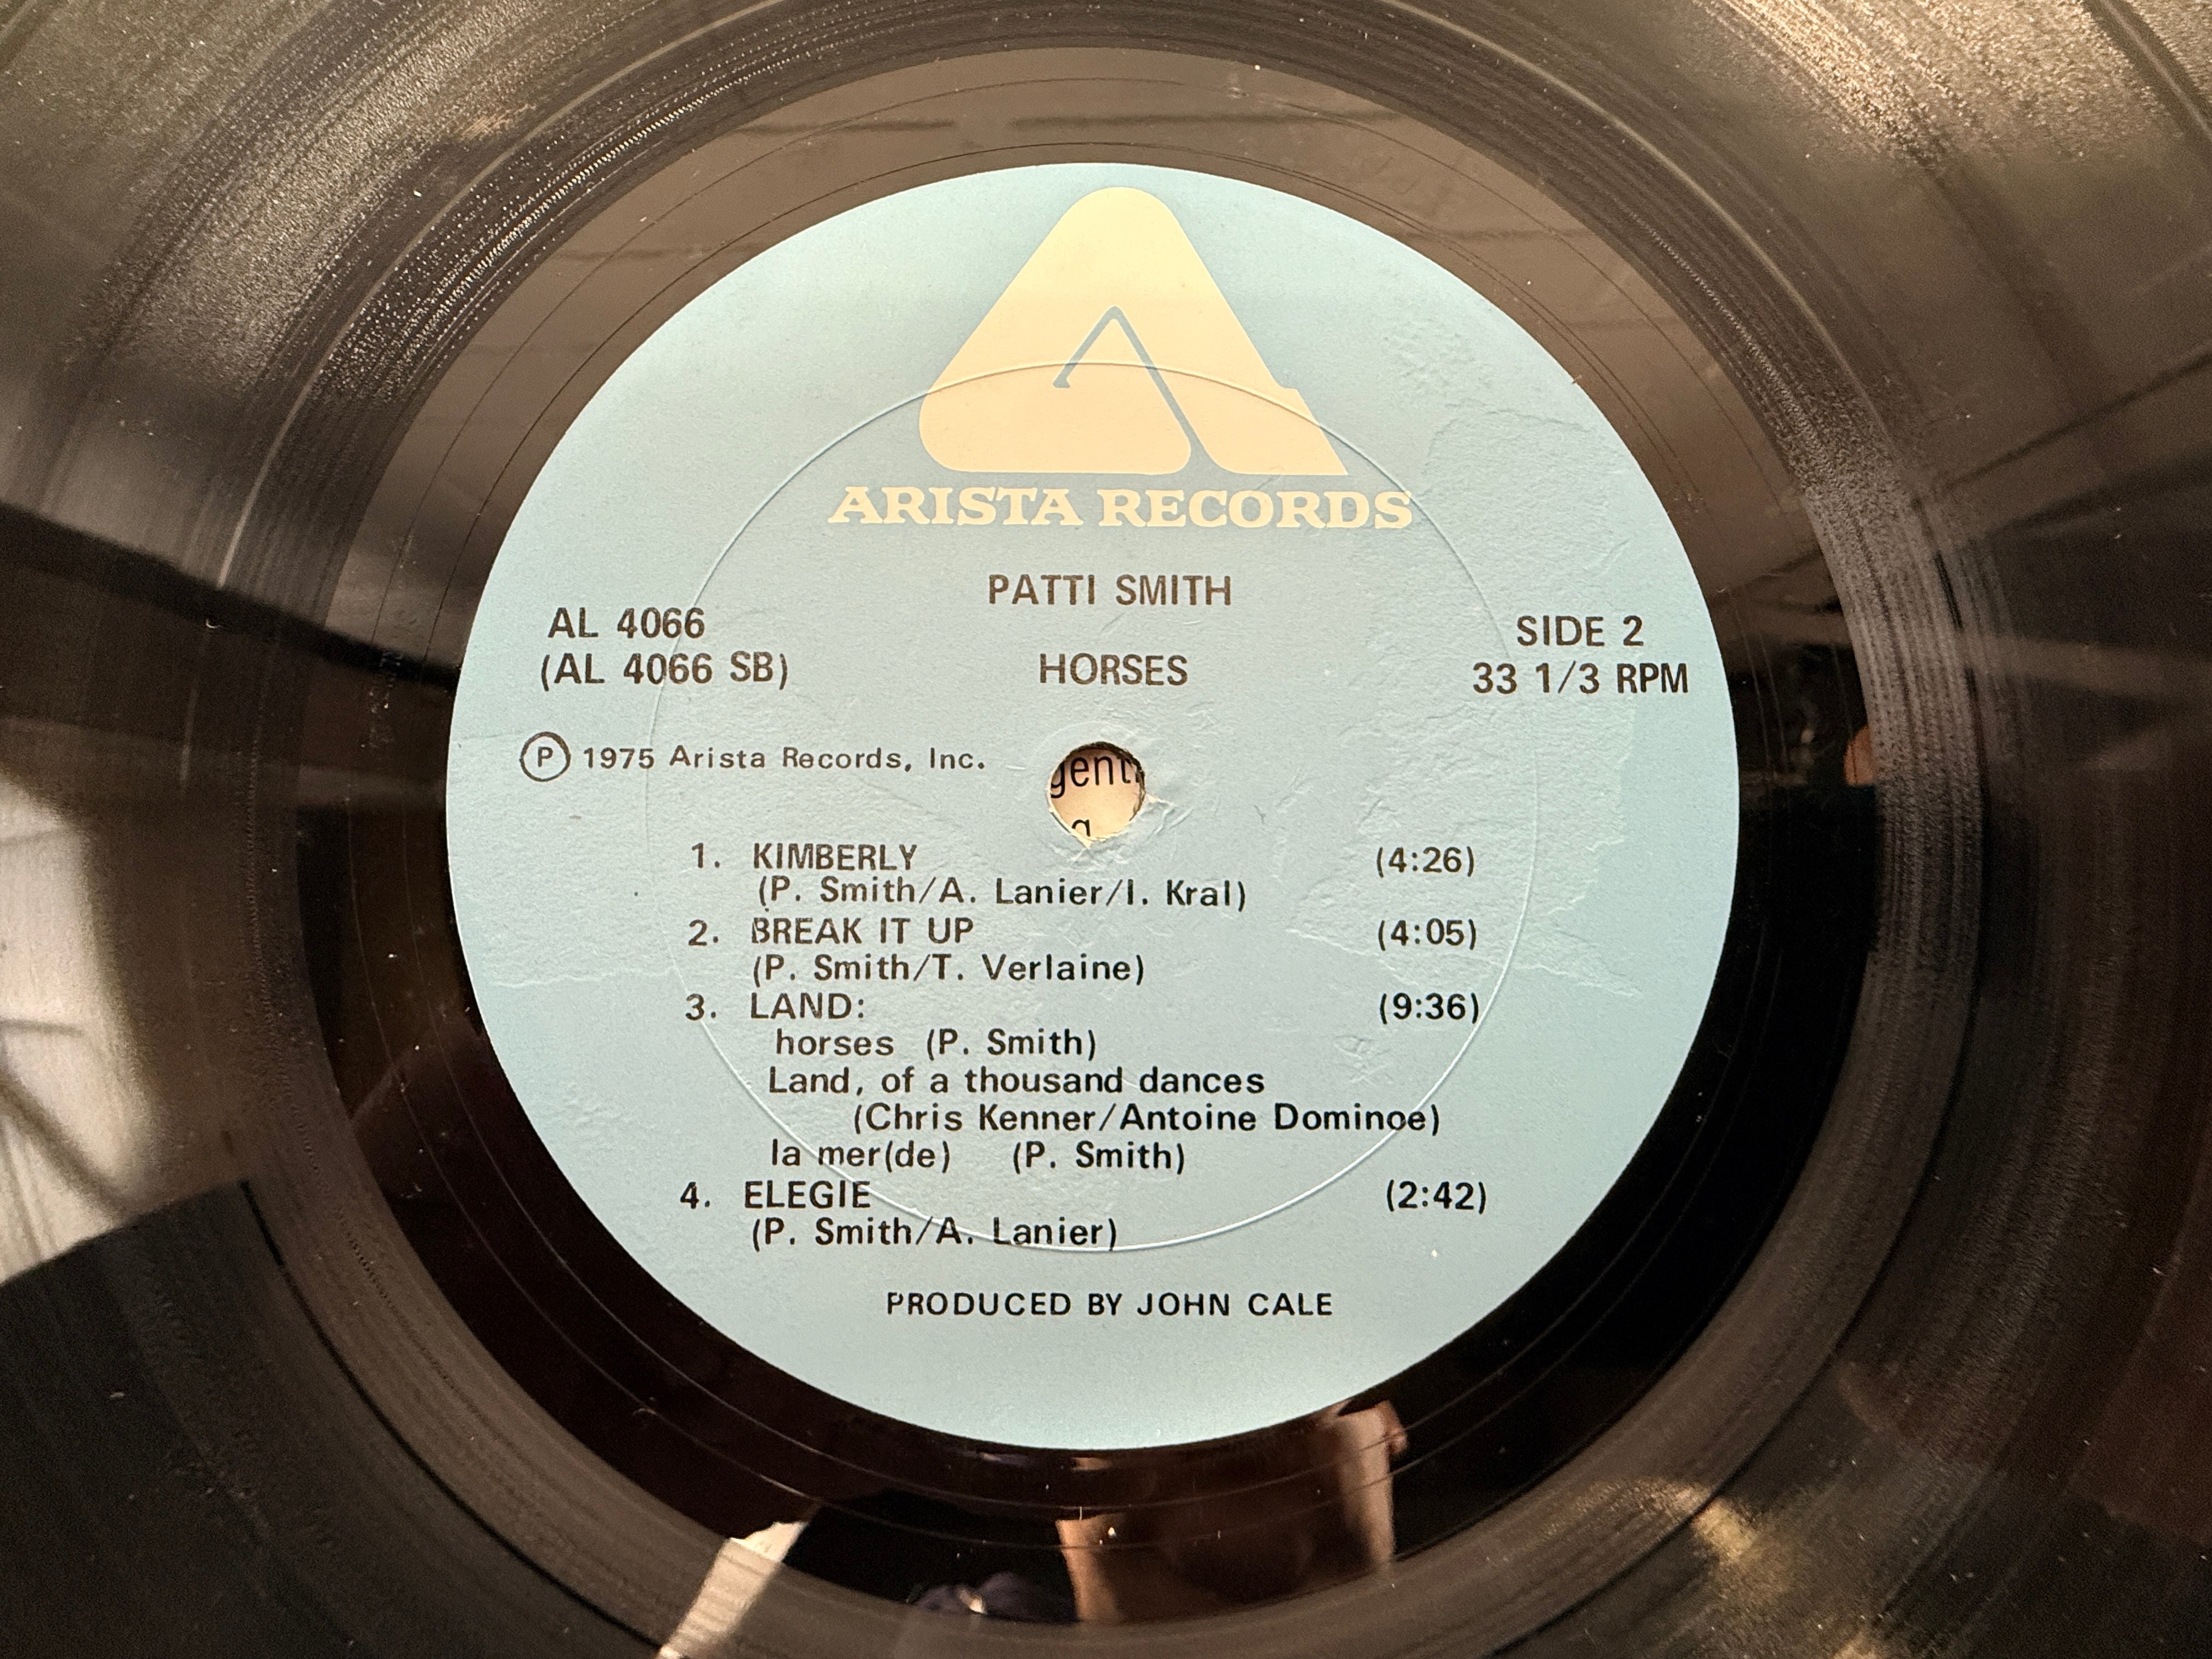 ARISTA RECORDS
PATTI SMITH
AL 4066
(AL 4066 SB)
HORSES
SIDE 2
33 1/3 RPM
Ⓟ 1975 Arista Records, Inc.
1. KIMBERLY (4:26)
(P. Smith/A. Lanier/I. Kral)
2. BREAK IT UP (4:05)
(P. Smith/T. Verlaine)
3. LAND: (9:36)
horses (P. Smith)
Land, of a thousand dances
(Chris Kenner/Antoine Dominoe)
la mer(de) (P. Smith)
4. ELEGIE (2:42)
(P. Smith/A. Lanier)
PRODUCED BY JOHN CALE